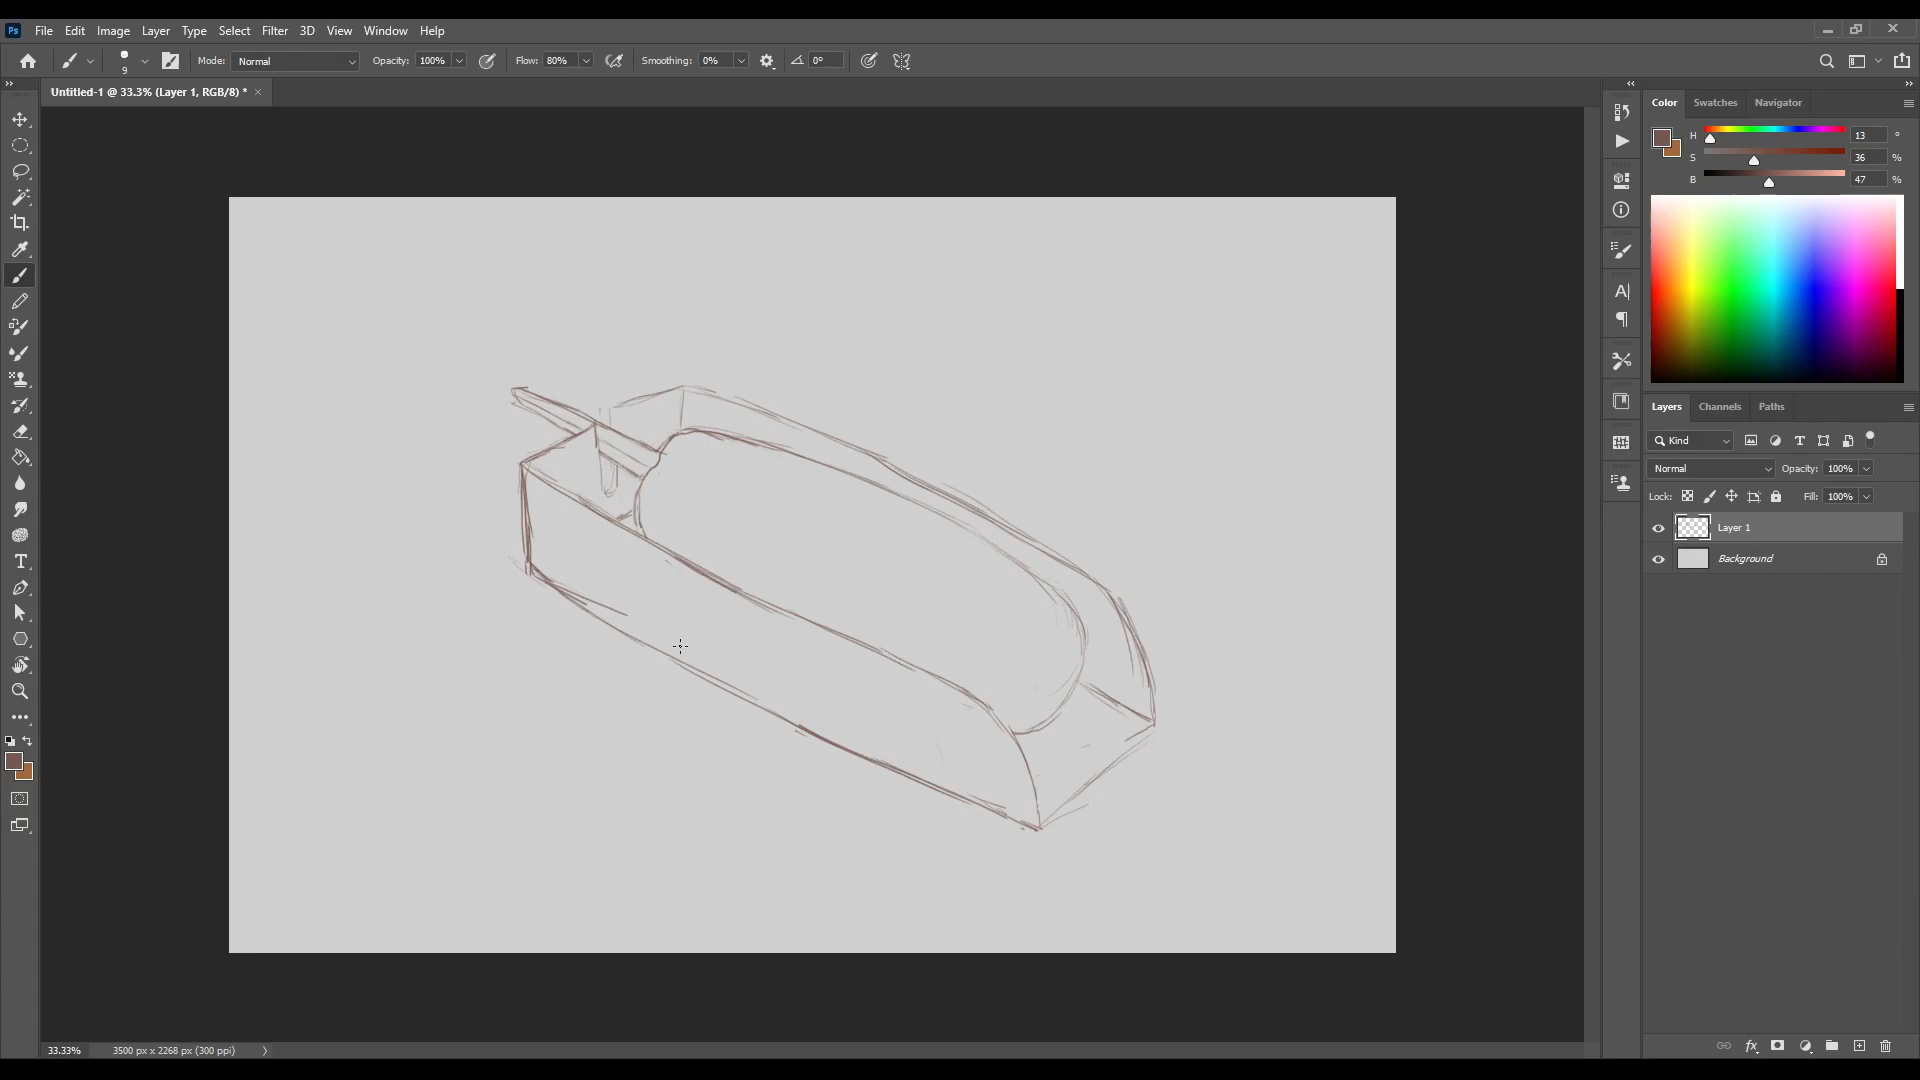 Ps File Edit Image Layer Type Select Filter 3D View Window Help
9 Mode: Normal Opacity: 100% Flow: 80% Smoothing: 0% 0°
Untitled-1 @ 33.3% (Layer 1, RGB/8) * ×
Color Swatches Navigator
H 13 °
S 36 %
B 47 %
Layers Channels Paths
Kind
Normal Opacity: 100%
Lock: Fill: 100%
Layer 1
Background
33.33% 3500 px x 2268 px (300 ppi)